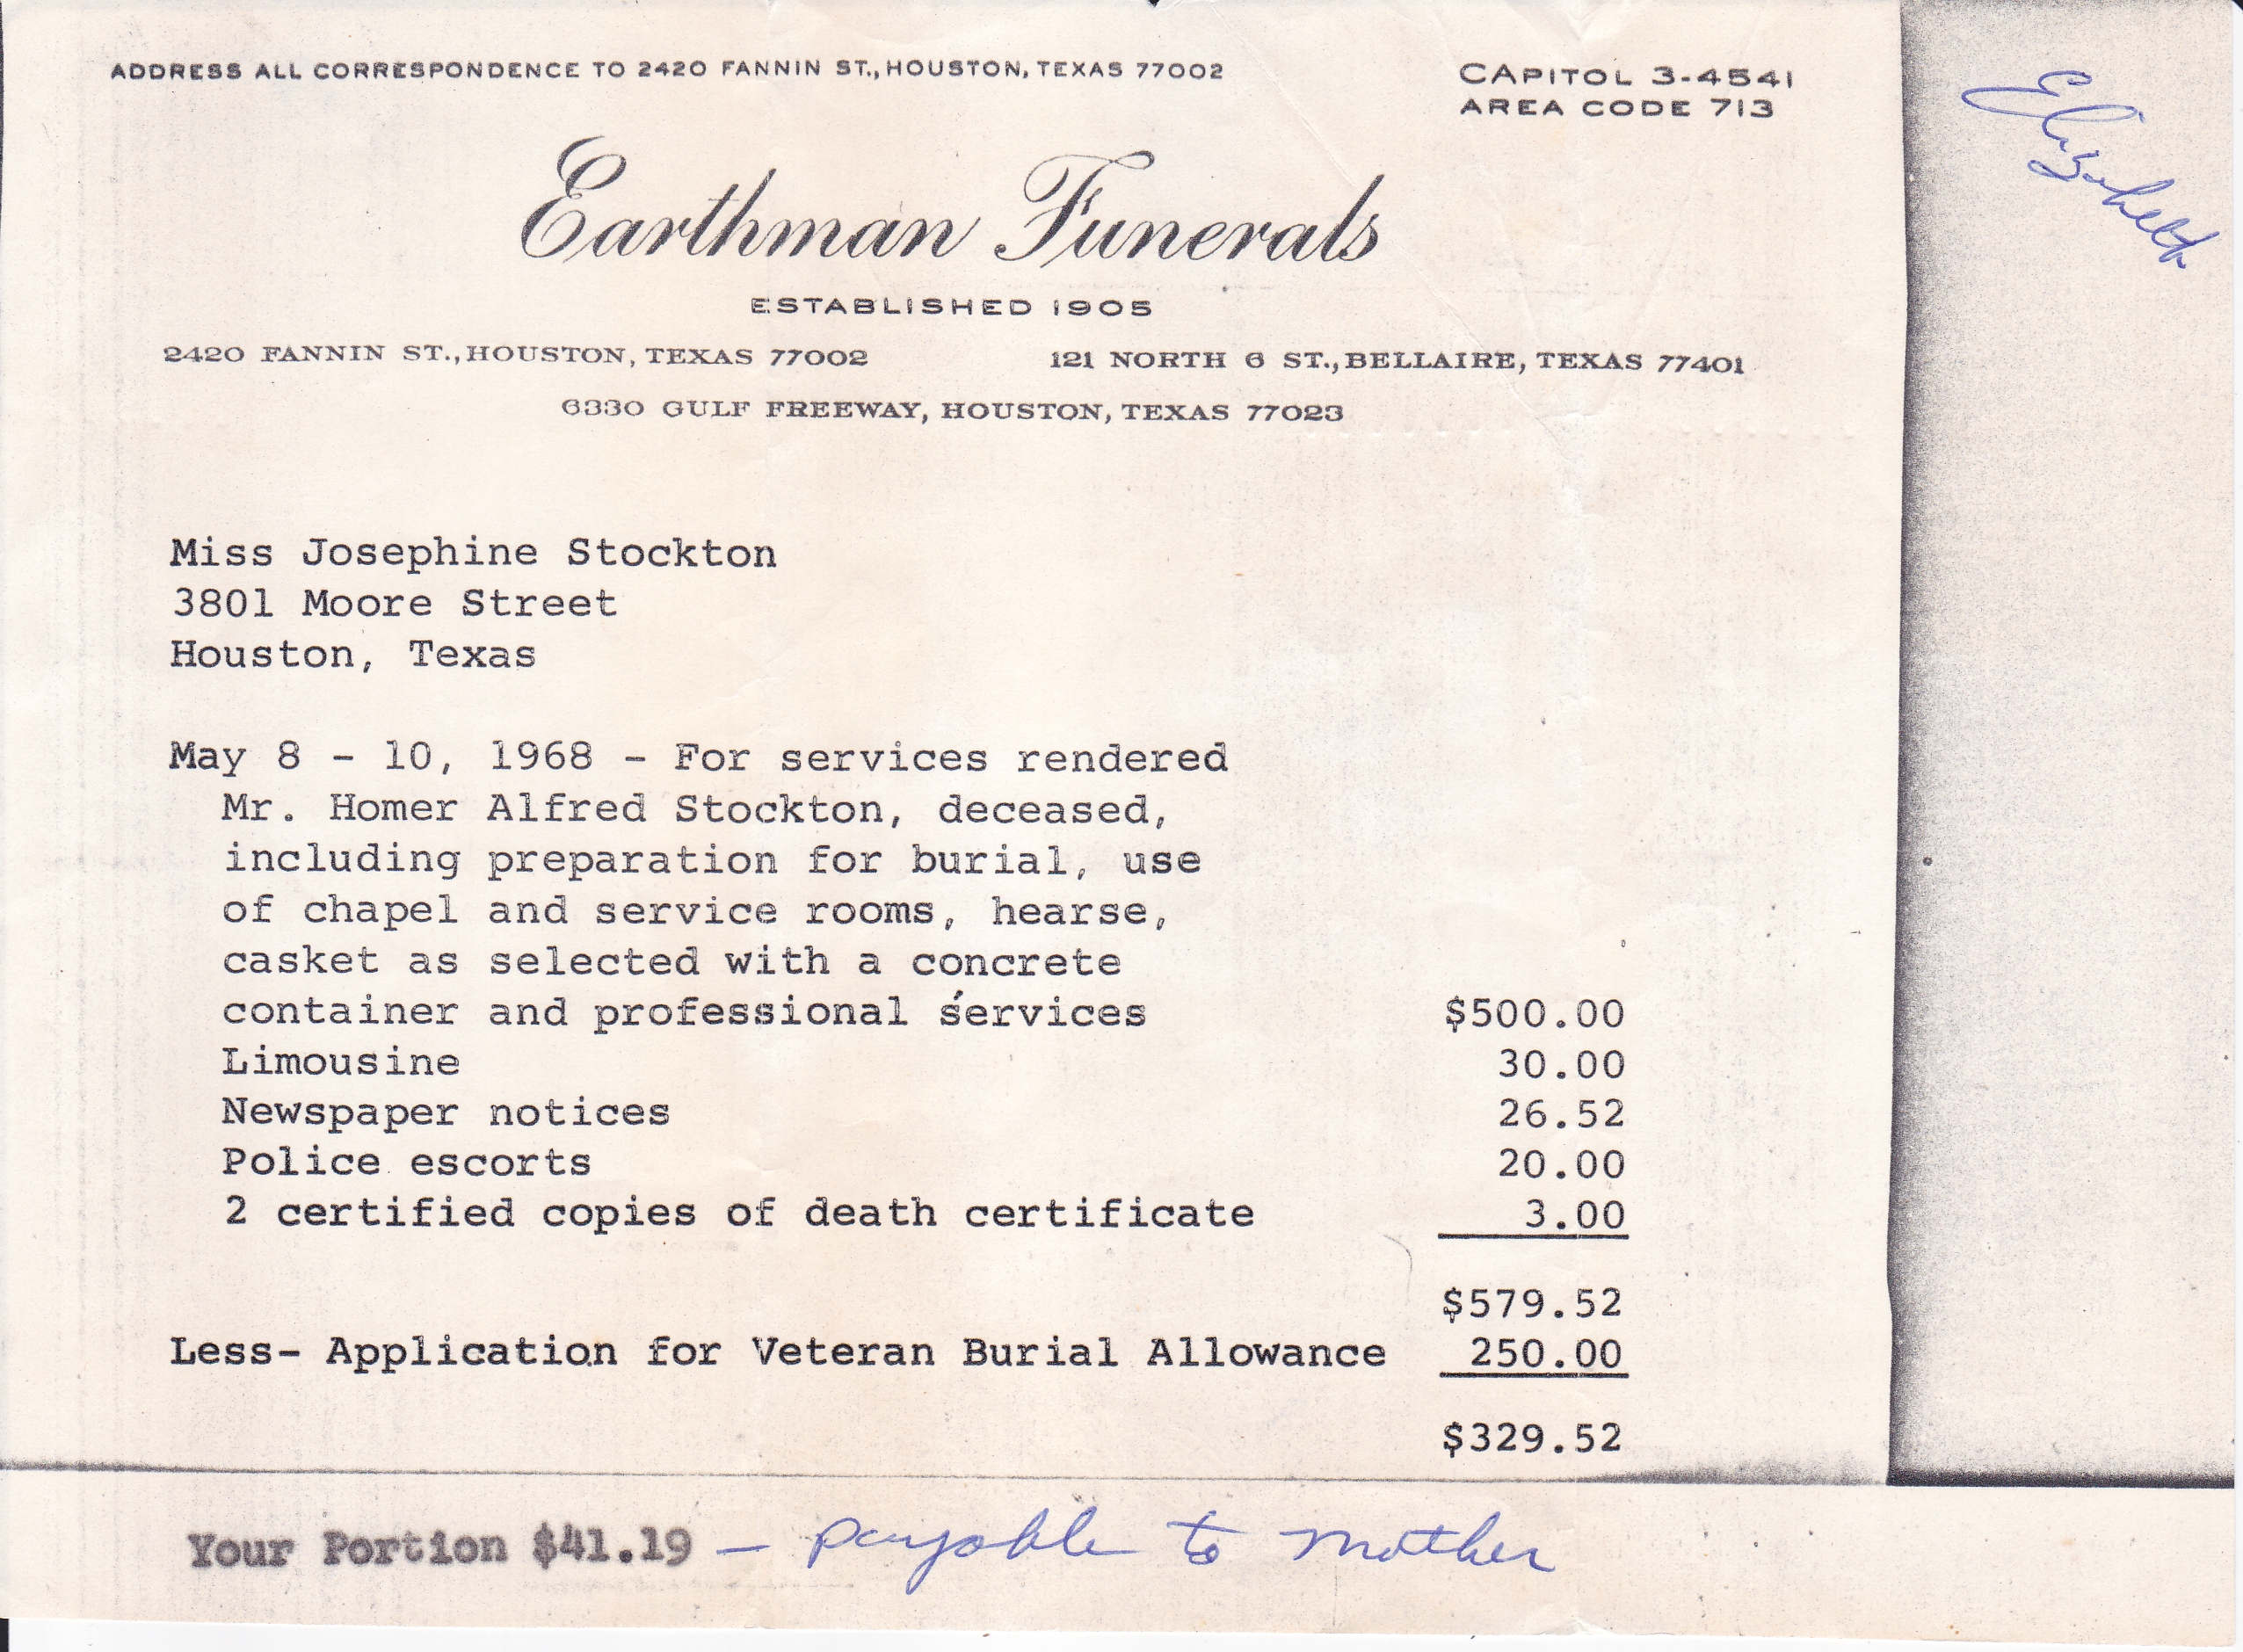 ADDRESS ALL CORRESPONDENCE TO 2420 FANNIN ST., HOUSTON, TEXAS 77002
CAPITOL 3-4541
AREA CODE 713
Elizabeth
Earthman Funerals
ESTABLISHED 1905
2420 FANNIN ST., HOUSTON, TEXAS 77002
121 NORTH 6 ST., BELLAIRE, TEXAS 77401
6330 GULF FREEWAY, HOUSTON, TEXAS 77023
Miss Josephine Stockton
3801 Moore Street
Houston, Texas
May 8 - 10, 1968 - For services rendered
Mr. Homer Alfred Stockton, deceased,
including preparation for burial, use
of chapel and service rooms, hearse,
casket as selected with a concrete
container and professional services $500.00
Limousine 30.00
Newspaper notices 26.52
Police escorts 20.00
2 certified copies of death certificate 3.00
$579.52
Less- Application for Veteran Burial Allowance 250.00
$329.52
Your Portion $41.19 — payable to Mother